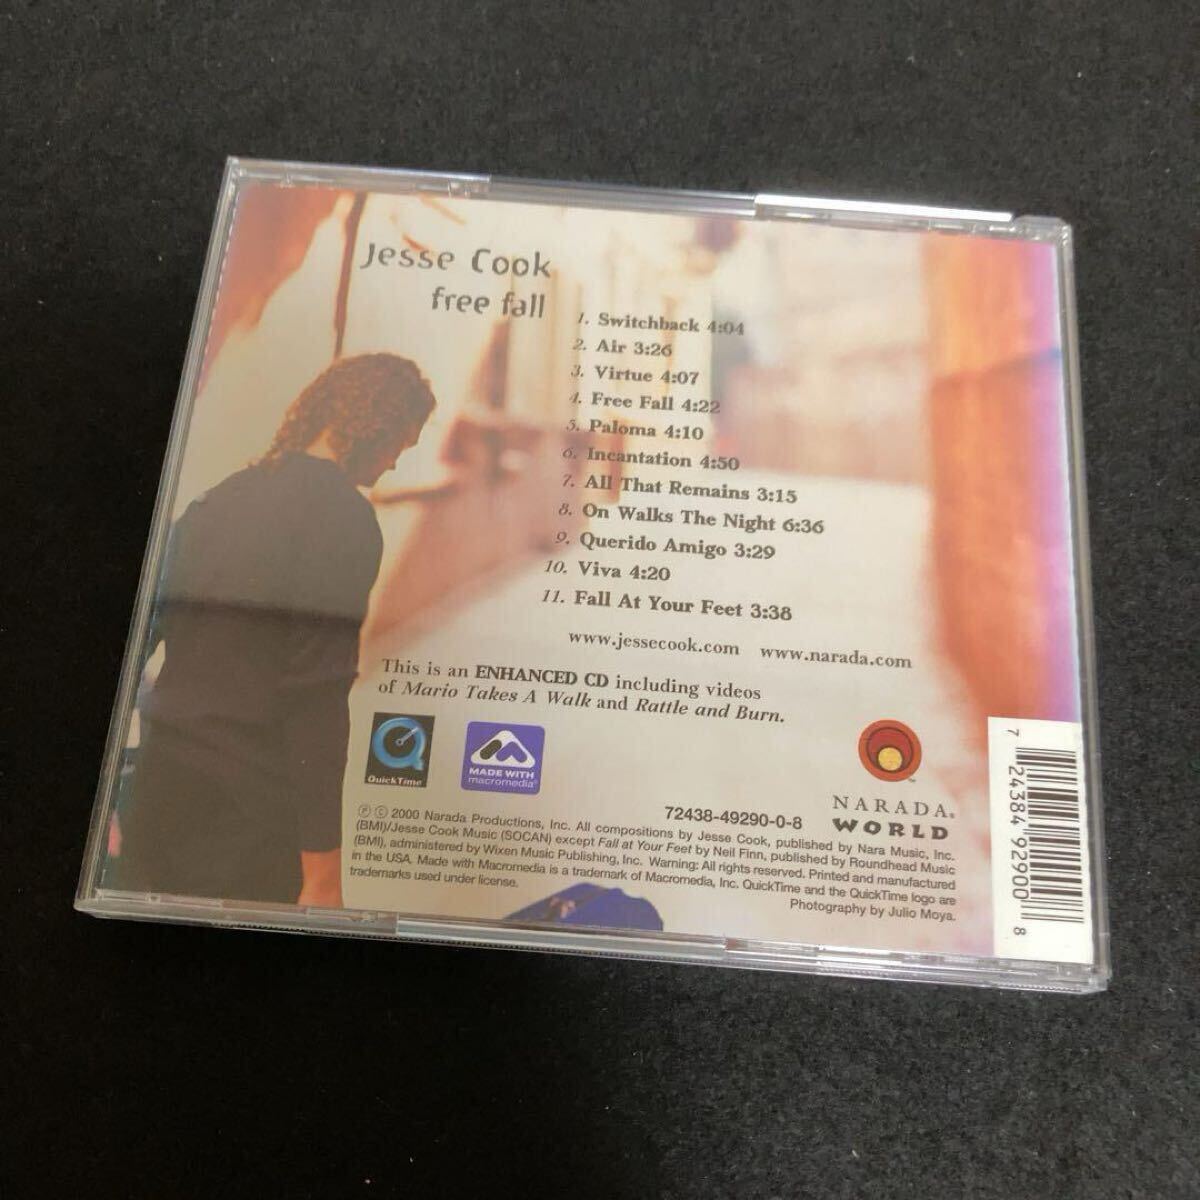 Jesse Cook
free fall
1. Switchback 4:04
2. Air 3:26
3. Virtue 4:07
4. Free Fall 4:22
5. Paloma 4:10
6. Incantation 4:50
7. All That Remains 3:15
8. On Walks The Night 6:36
9. Querido Amigo 3:29
10. Viva 4:20
11. Fall At Your Feet 3:38
www.jessecook.com www.narada.com
This is an ENHANCED CD including videos
of Mario Takes A Walk and Rattle and Burn.
QuickTime
MADE WITH
macromedia®
™
NARADA®
WORLD
72438-49290-0-8
Ⓟ © 2000 Narada Productions, Inc. All compositions by Jesse Cook, published by Nara Music, Inc.
(BMI)/Jesse Cook Music (SOCAN) except Fall at Your Feet by Neil Finn, published by Roundhead Music
(BMI), administered by Wixen Music Publishing, Inc. Warning: All rights reserved. Printed and manufactured
in the USA. Made with Macromedia is a trademark of Macromedia, Inc. QuickTime and the QuickTime logo are
trademarks used under license.
Photography by Julio Moya.
7 24384 92900 8